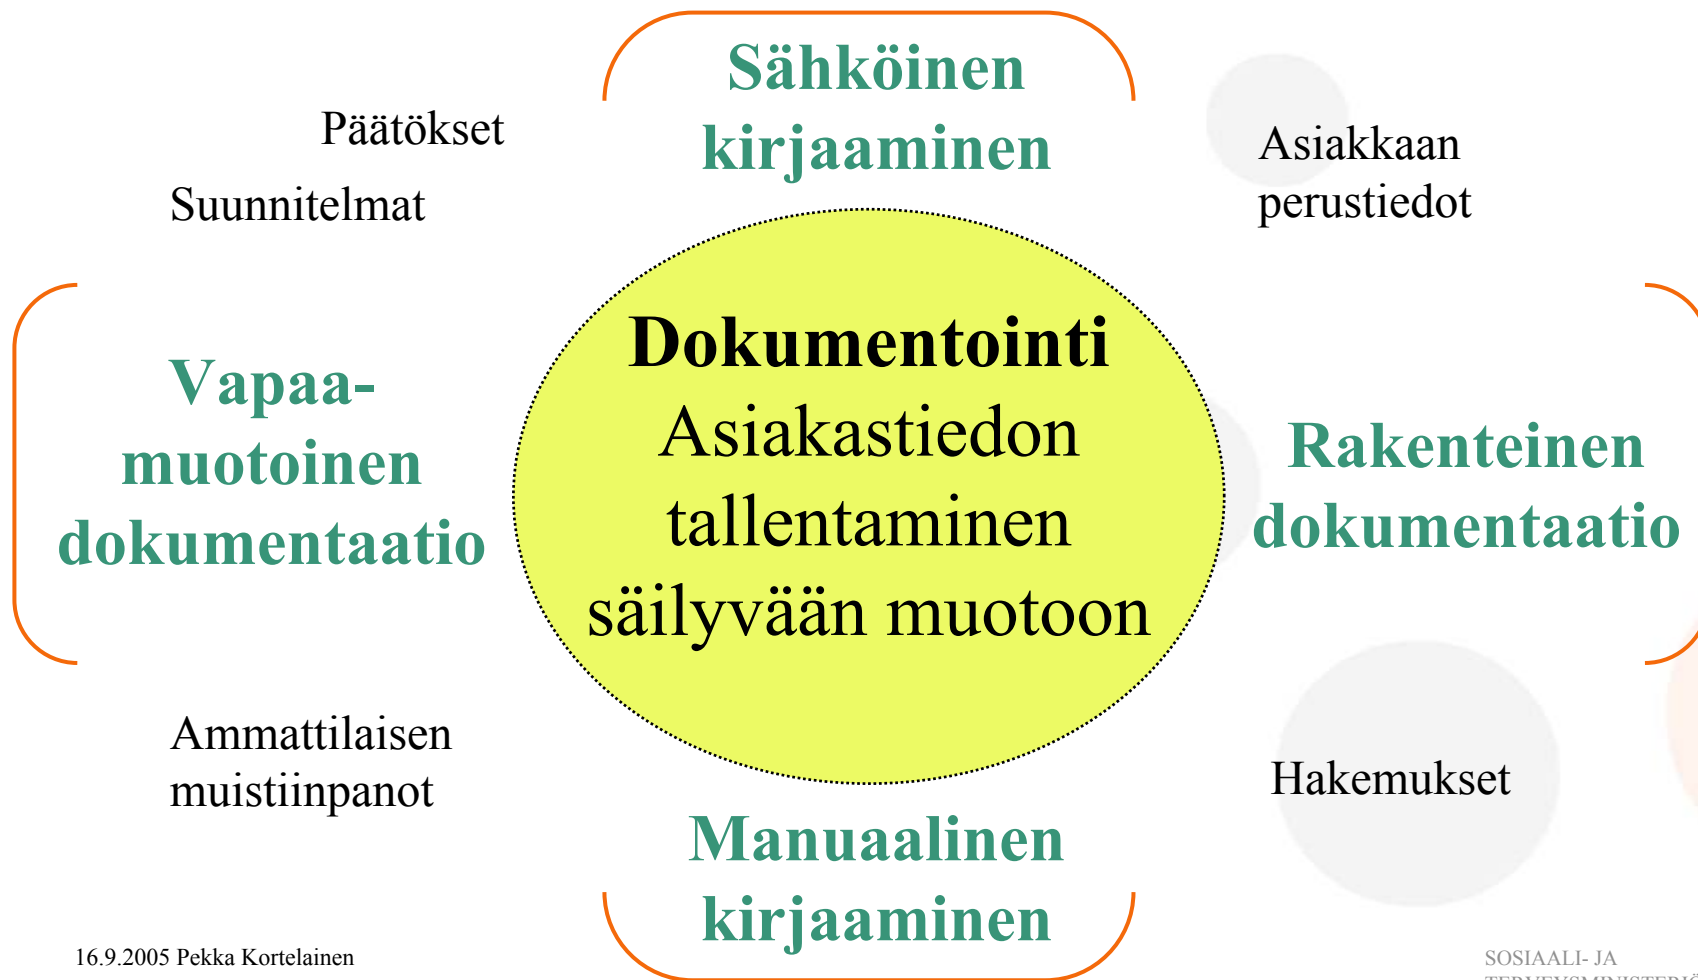 Sähköinen
kirjaaminen
Päätökset
Suunnitelmat
Asiakkaan
perustiedot
Vapaa-
muotoinen
dokumentaatio
Dokumentointi
Asiakastiedon
tallentaminen
säilyvään muotoon
Rakenteinen
dokumentaatio
Ammattilaisen
muistiinpanot
Hakemukset
Manuaalinen
kirjaaminen
16.9.2005 Pekka Kortelainen
SOSIAALI- JA
TERVEYSMINISTERIÖ